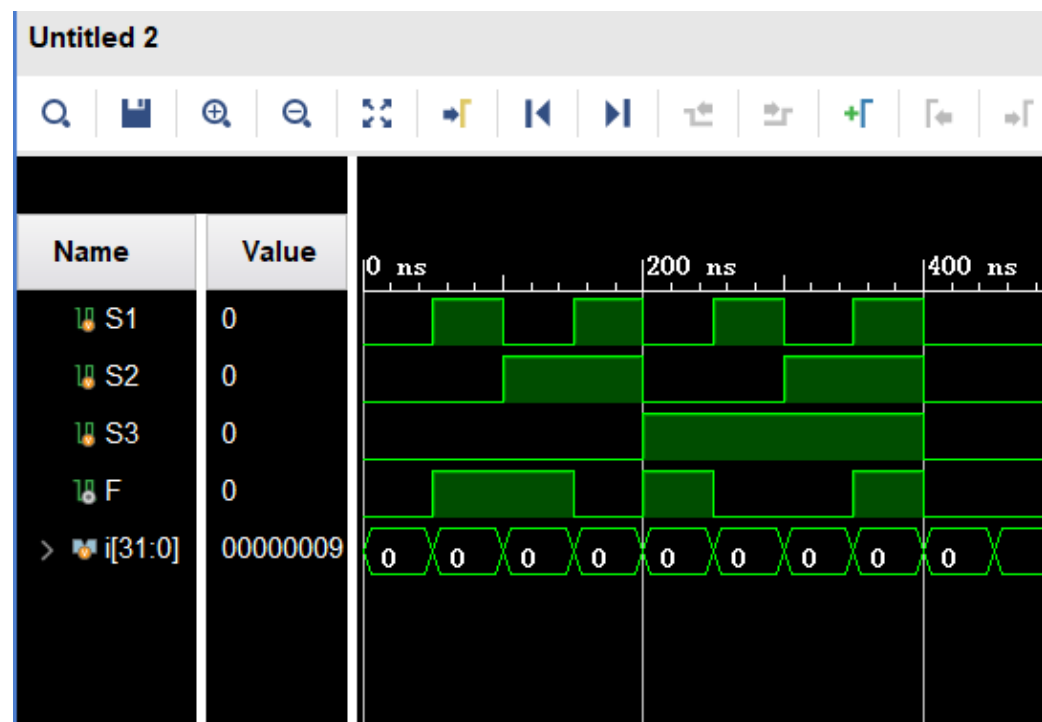 Untitled 2
Name Value
0 ns 200 ns 400 ns
S1 0
S2 0
S3 0
F 0
i[31:0] 00000009 0 0 0 0 0 0 0 0 0